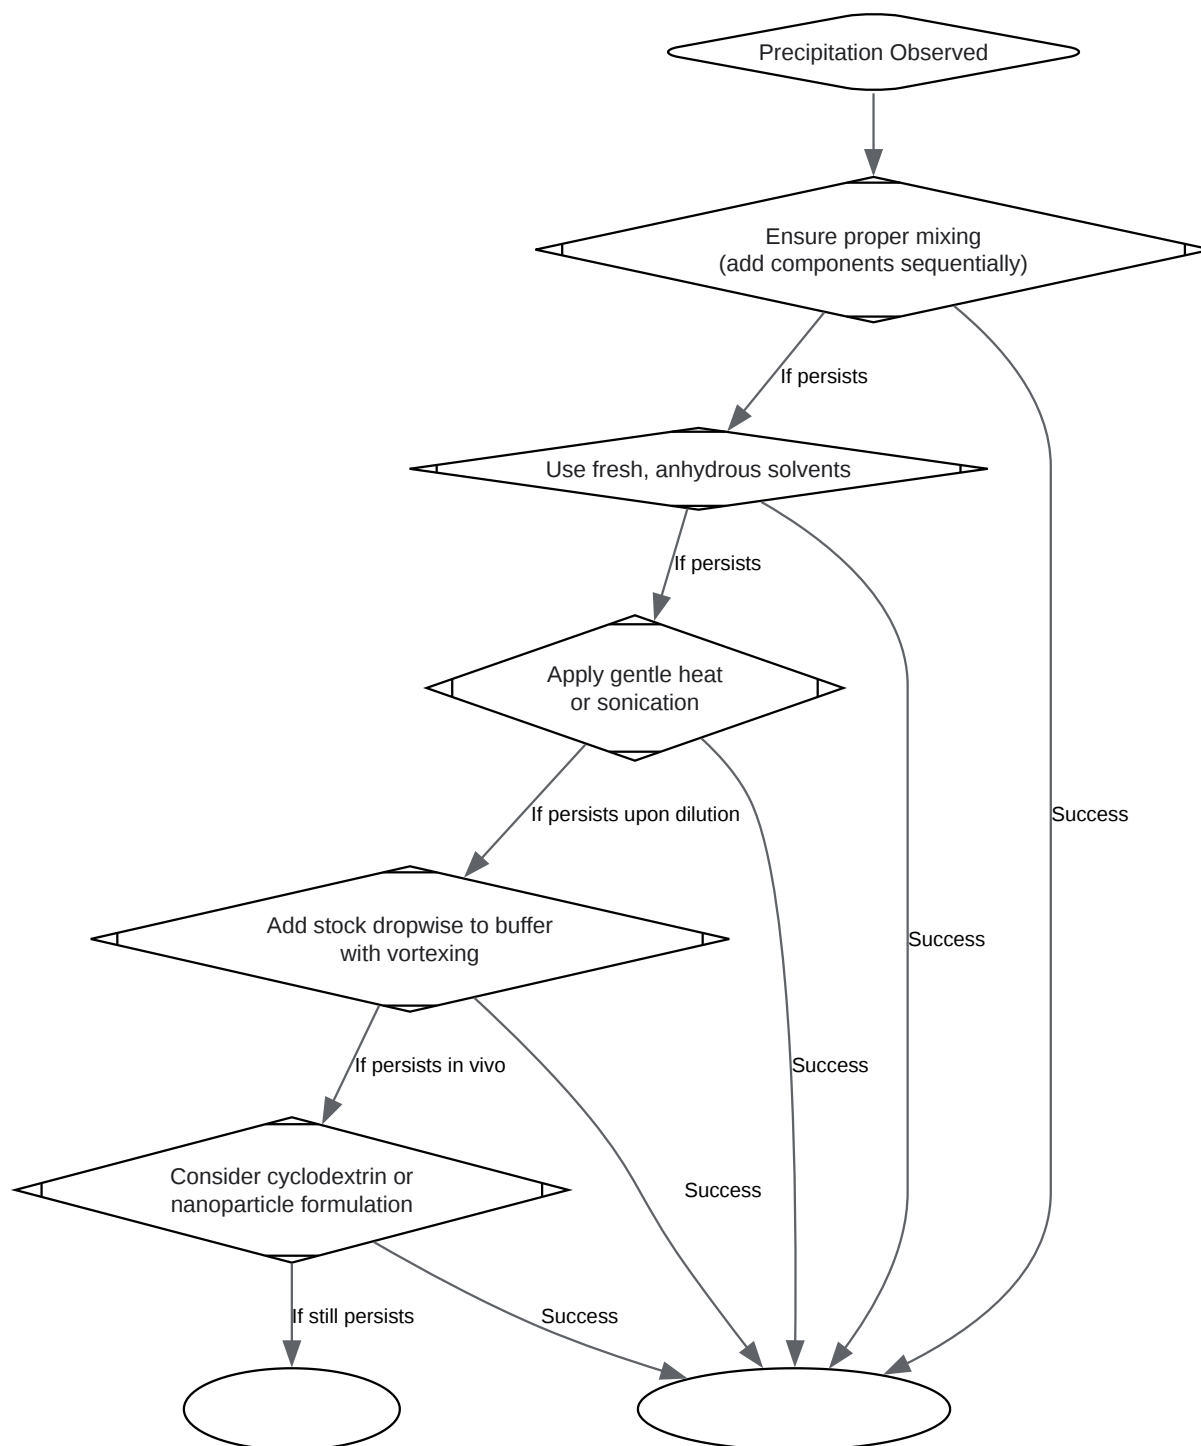 Precipitation Observed
Ensure proper mixing
(add components sequentially)
If persists
Use fresh, anhydrous solvents
If persists
Apply gentle heat
or sonication
If persists upon dilution
Success
Add stock dropwise to buffer
with vortexing
Success
If persists in vivo
Success
Consider cyclodextrin or
nanoparticle formulation
Success
If still persists
Success